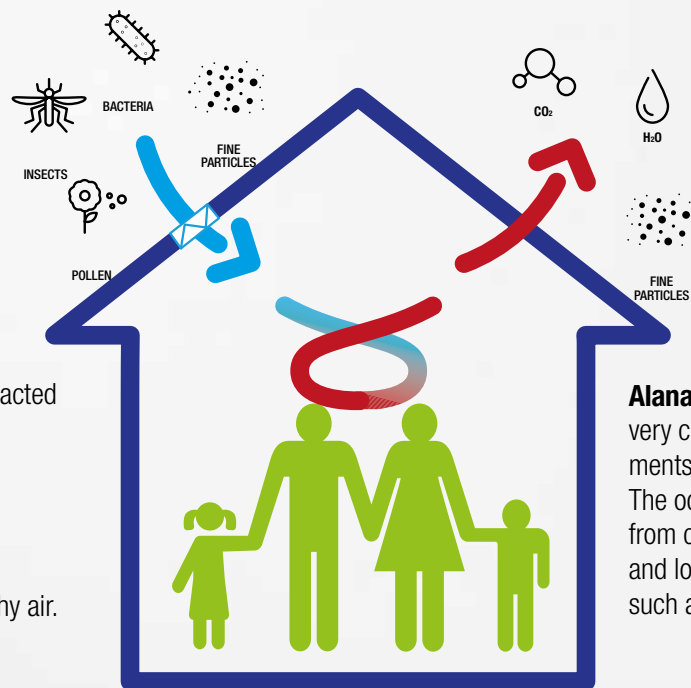 BACTERIA
INSECTS
FINE
PARTICLES
POLLEN
CO₂
H₂O
FINE
PARTICLES
acted
hy air.
Alana
very c
ments
The oc
from c
and lo
such a